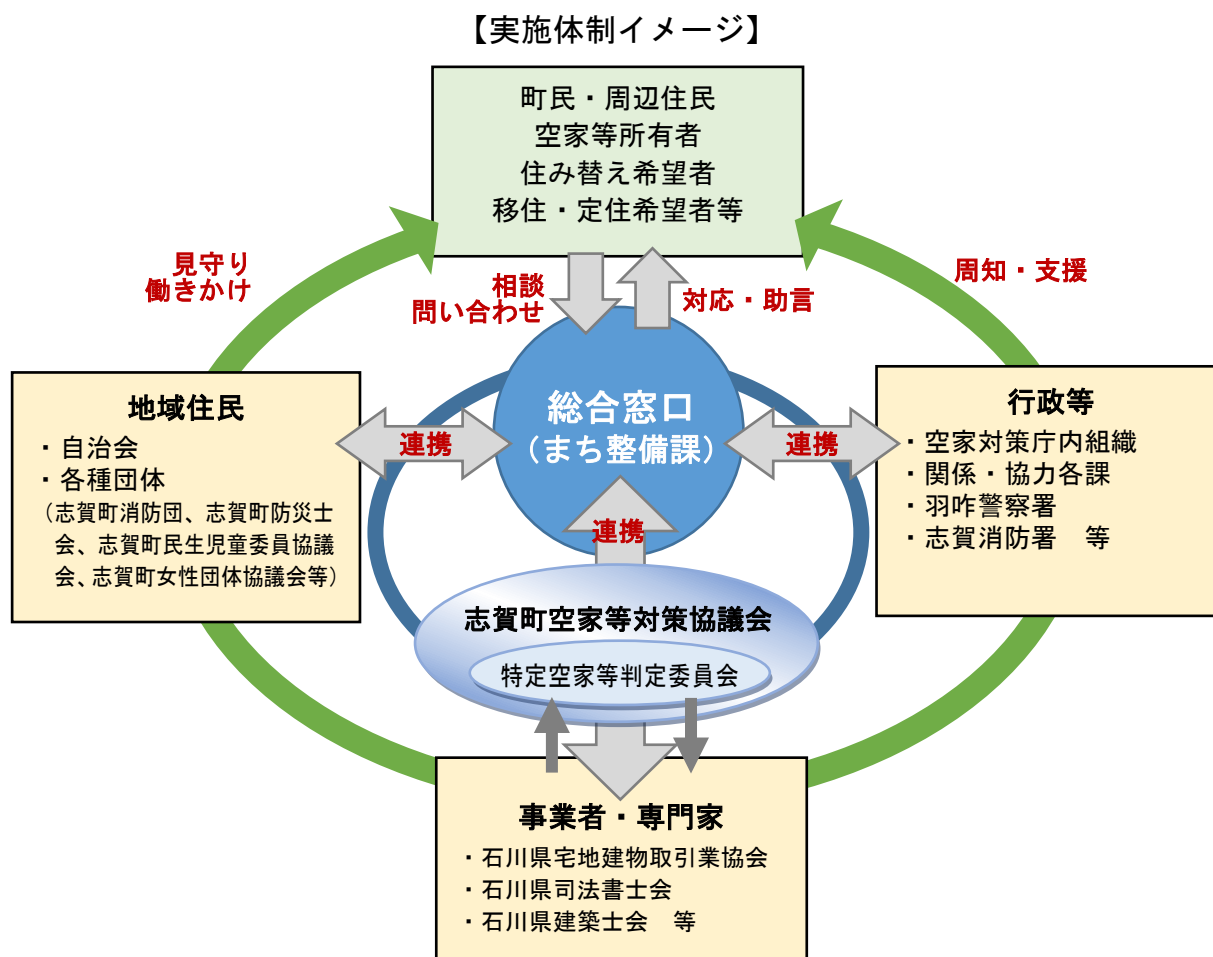 【実施体制イメージ】
町民・周辺住民
空家等所有者
住み替え希望者
移住・定住希望者等
見守り
働きかけ
相談
問い合わせ
対応・助言
周知・支援
総合窓口
（まち整備課）
地域住民
・自治会
・各種団体
（志賀町消防団、志賀町防災士
会、志賀町民生児童委員協議
会、志賀町女性団体協議会等）
連携
連携
行政等
・空家対策庁内組織
・関係・協力各課
・羽咋警察署
・志賀消防署　等
連携
志賀町空家等対策協議会
特定空家等判定委員会
事業者・専門家
・石川県宅地建物取引業協会
・石川県司法書士会
・石川県建築士会　等